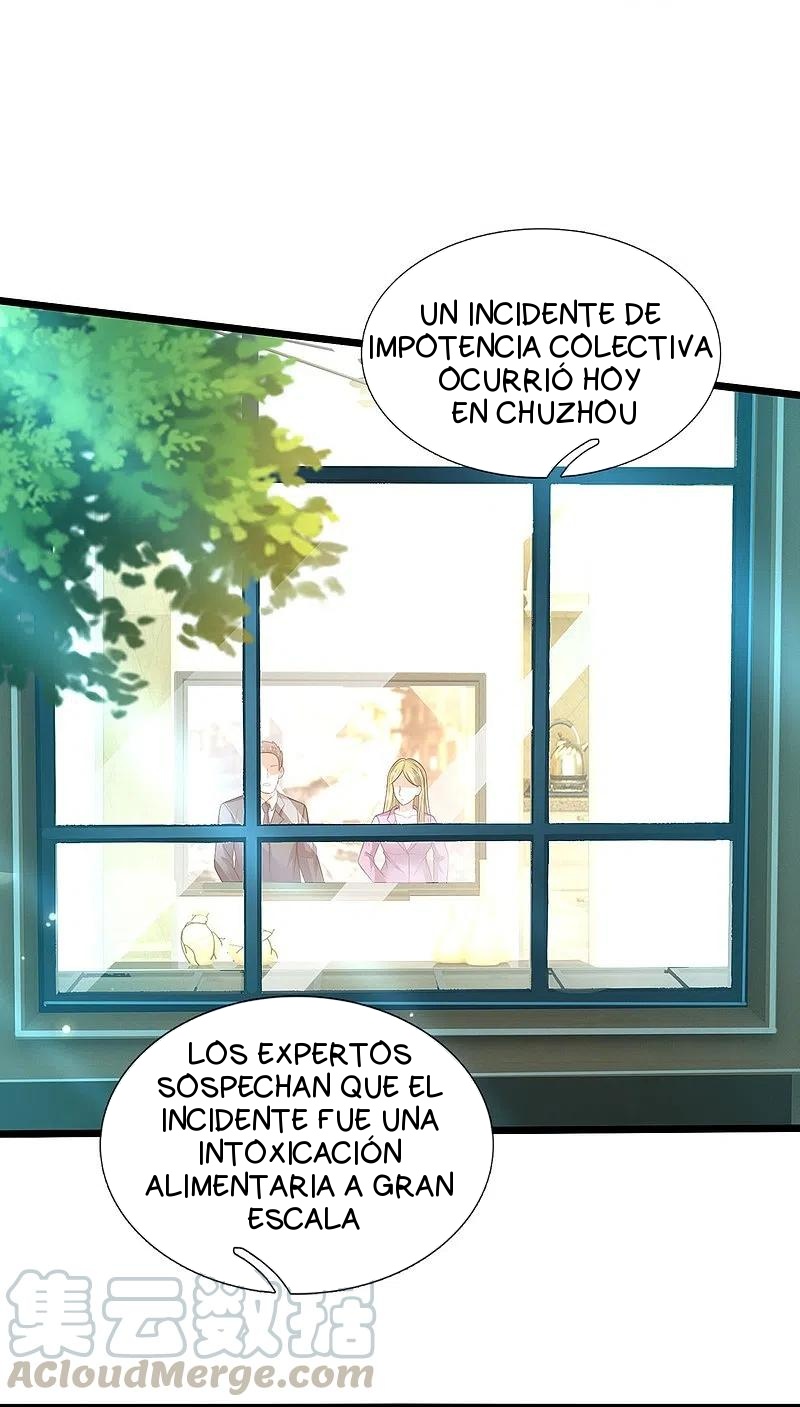 UN INCIDENTE DE
IMPOTENCIA COLECTIVA
OCURRIÓ HOY
EN CHUZHOU
LOS EXPERTOS
SOSPECHAN QUE EL
INCIDENTE FUE UNA
INTOXICACIÓN
ALIMENTARIA A GRAN
ESCALA
集云数据
AcloudMerge.com